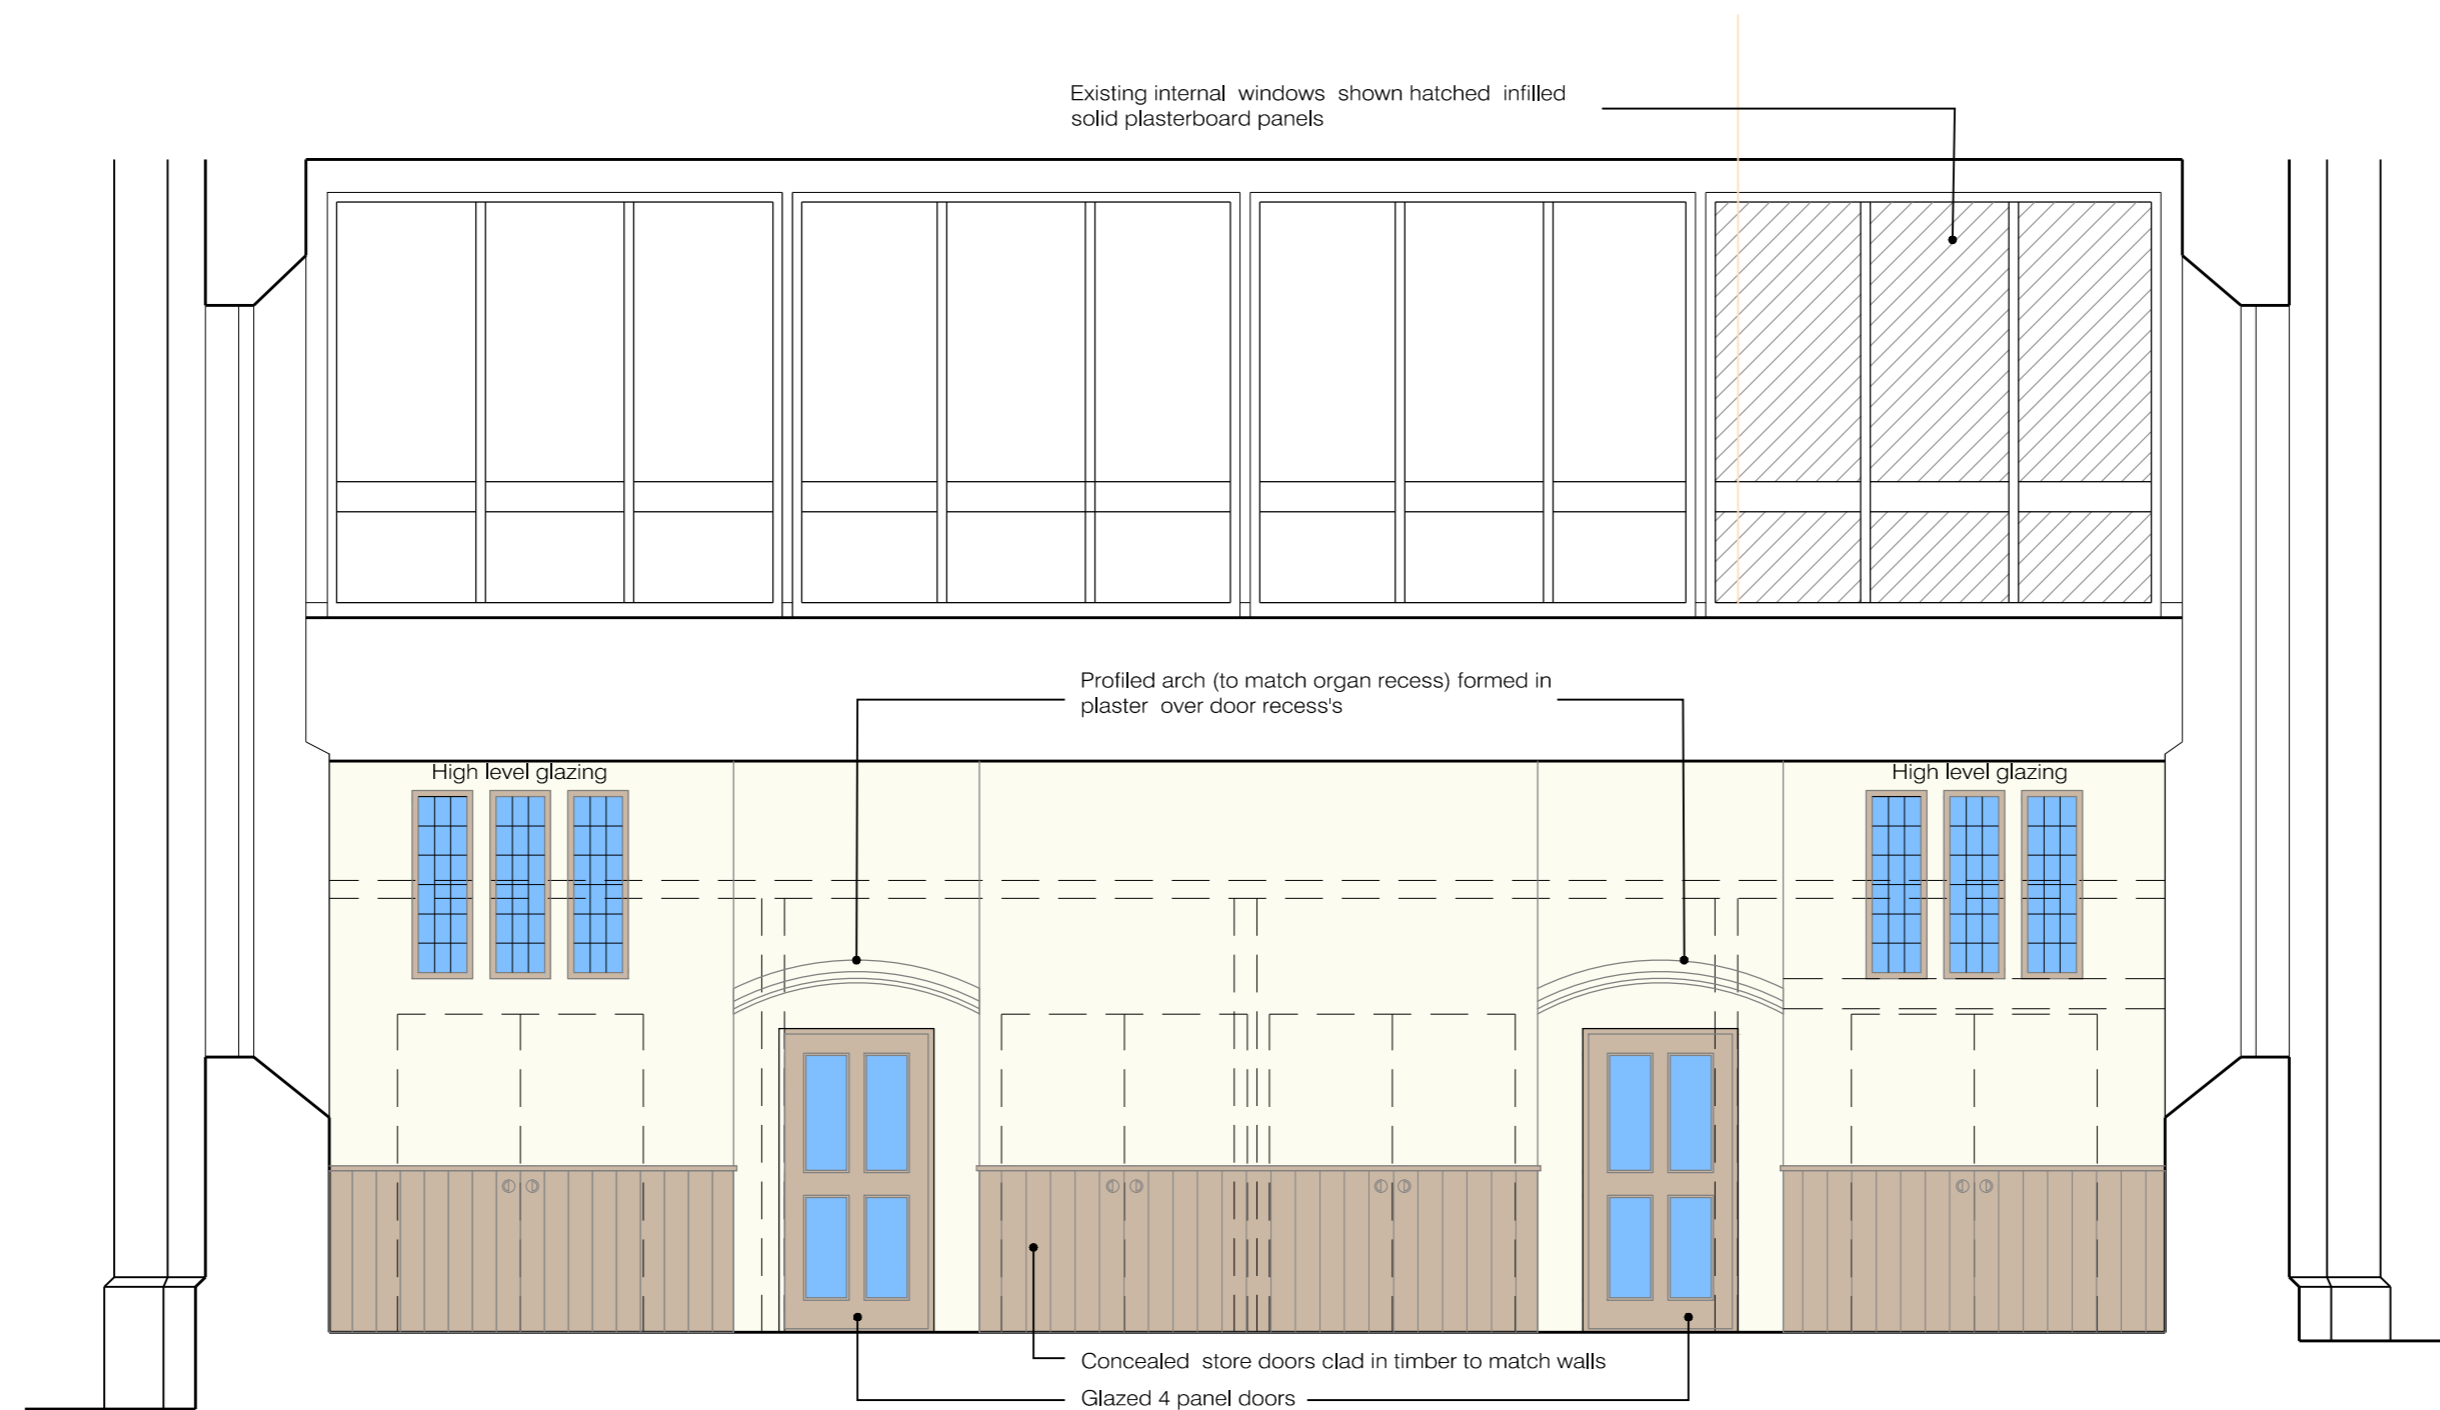 Existing internal windows shown hatched infilled
solid plasterboard panels
Profiled arch (to match organ recess) formed in
plaster over door recess's
High level glazing
High level glazing
Concealed store doors clad in timber to match walls
Glazed 4 panel doors